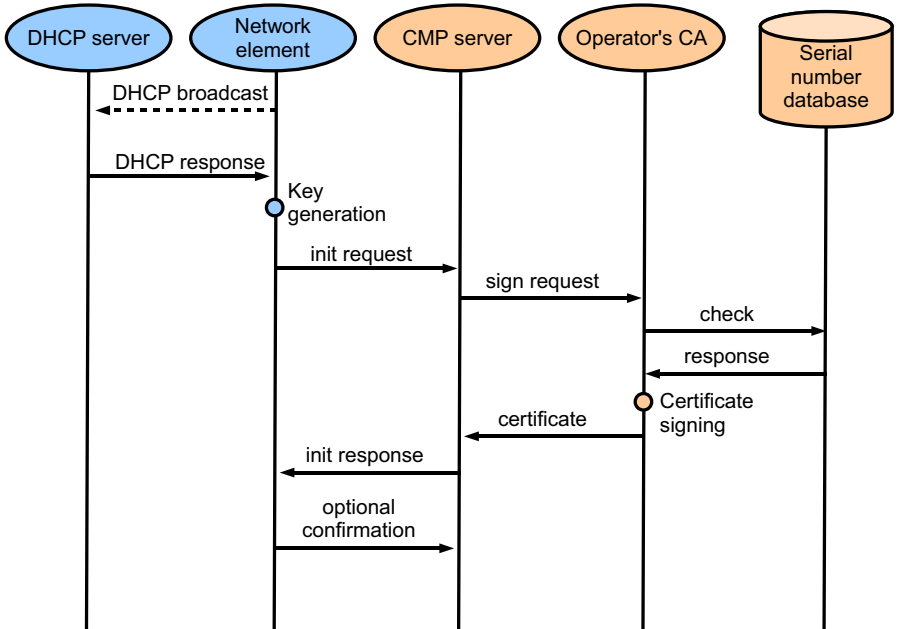 DHCP server
Network
element
CMP server
Operator's CA
Serial
number
database
DHCP broadcast
DHCP response
Key
generation
init request
sign request
check
response
Certificate
signing
certificate
init response
optional
confirmation